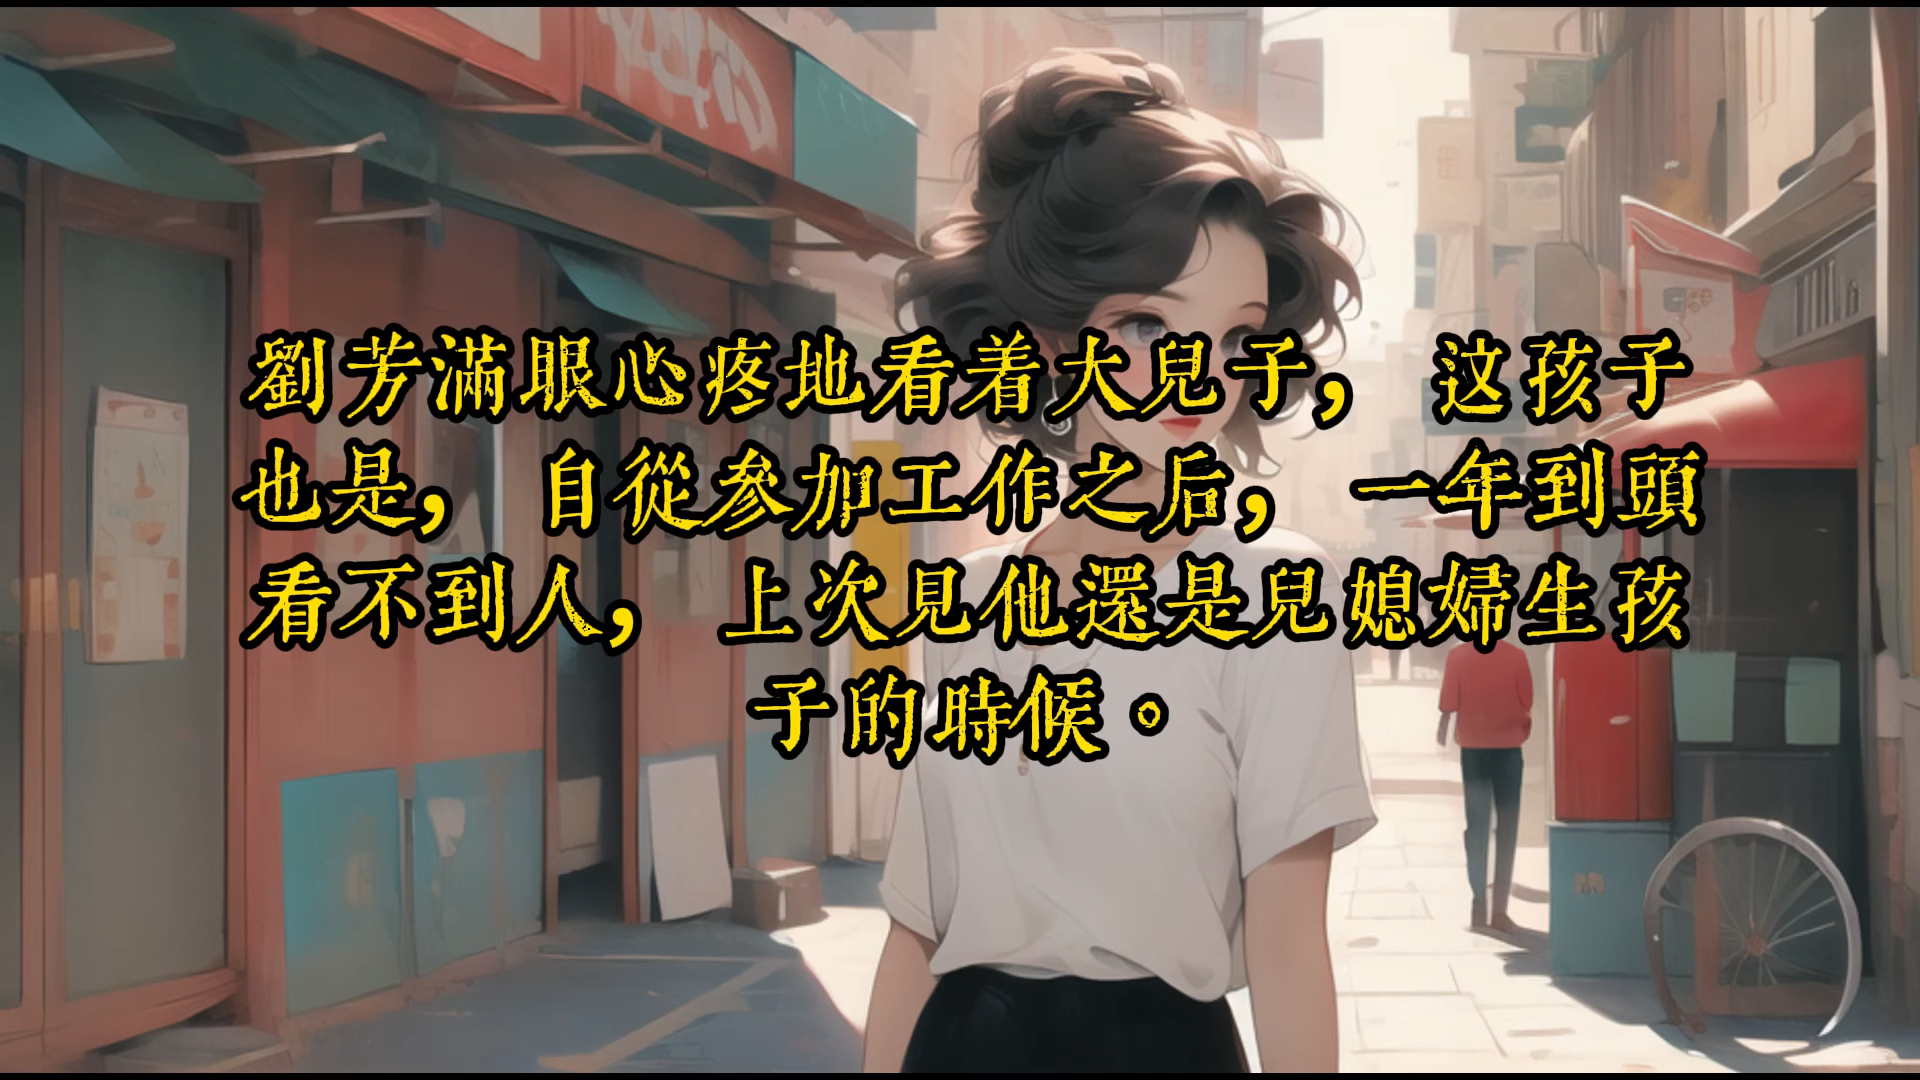 劉芳滿眼心疼地看着大兒子，這孩子
也是，自從參加工作之后，一年到頭
看不到人，上次見他還是兒媳婦生孩
子的時候。